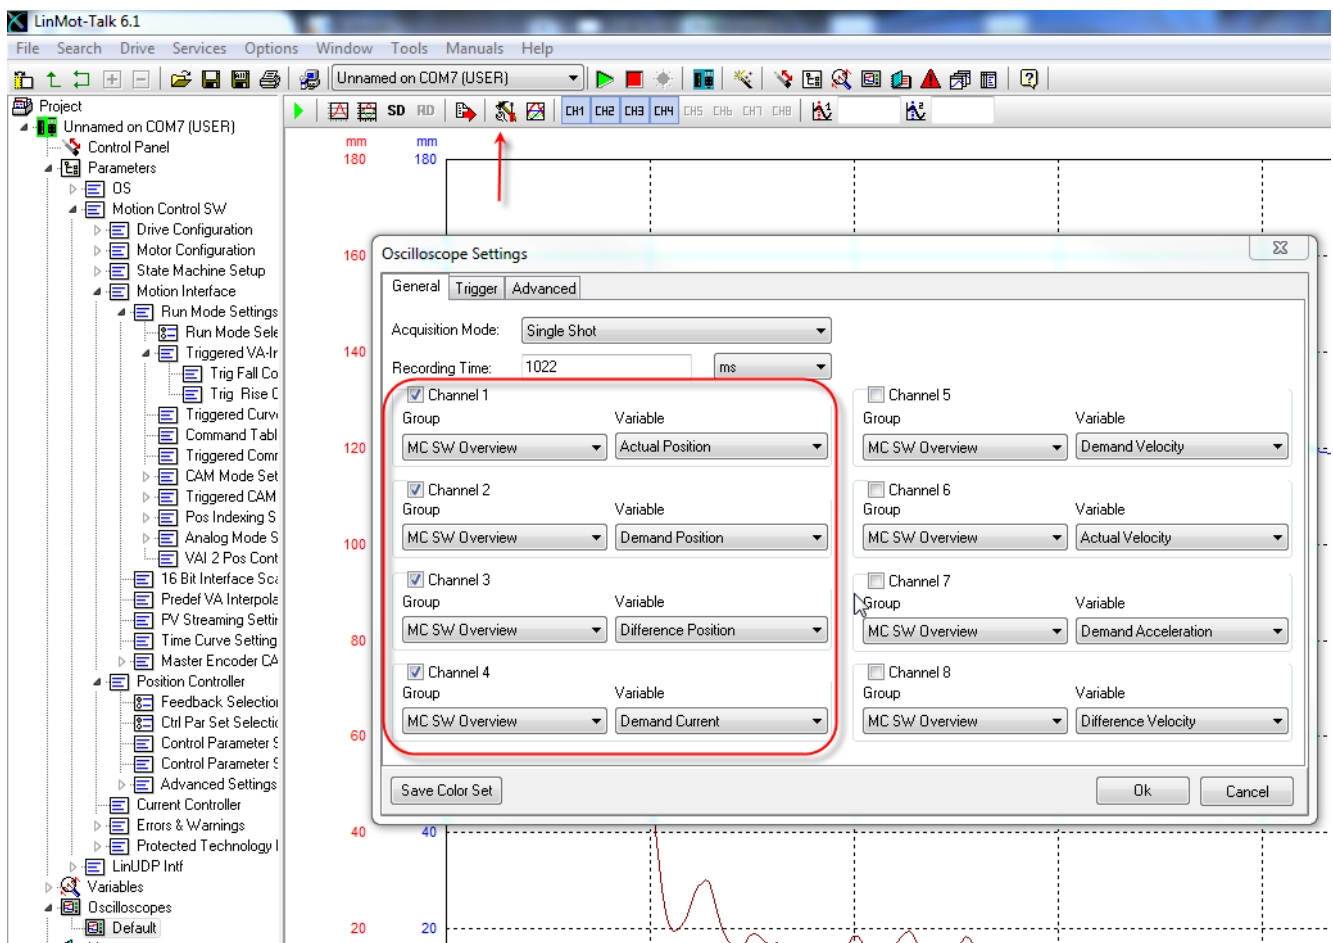 LinMot-Talk 6.1
File Search Drive Services Options Window Tools Manuals Help
Unnamed on COM7 (USER)
Project
Unnamed on COM7 (USER)
Control Panel
Parameters
OS
Motion Control SW
Drive Configuration
Motor Configuration
State Machine Setup
Motion Interface
Run Mode Settings
Run Mode Sele
Triggered VA-Ir
Trig Fall Co
Trig Rise C
Triggered Curv
Command Tabl
Triggered Comr
CAM Mode Set
Triggered CAM
Pos Indexing S
Analog Mode S
VAI 2 Pos Cont
16 Bit Interface Sca
Predef VA Interpola
PV Streaming Settir
Time Curve Setting
Master Encoder CA
Position Controller
Feedback Selection
Ctrl Par Set Selectic
Control Parameter S
Control Parameter S
Advanced Settings
Current Controller
Errors & Warnings
Protected Technology I
LinUDP Intf
Variables
Oscilloscopes
Default
SD RD CH1 CH2 CH3 CH4 CH5 CH6 CH7 CH8
mm mm
180 180
160
140
120
100
80
60
40 40
20 20
Oscilloscope Settings
General Trigger Advanced
Acquisition Mode: Single Shot
Recording Time: 1022 ms
Channel 1
Group Variable
MC SW Overview Actual Position
Channel 2
Group Variable
MC SW Overview Demand Position
Channel 3
Group Variable
MC SW Overview Difference Position
Channel 4
Group Variable
MC SW Overview Demand Current
Channel 5
Group Variable
MC SW Overview Demand Velocity
Channel 6
Group Variable
MC SW Overview Actual Velocity
Channel 7
Group Variable
MC SW Overview Demand Acceleration
Channel 8
Group Variable
MC SW Overview Difference Velocity
Save Color Set Ok Cancel